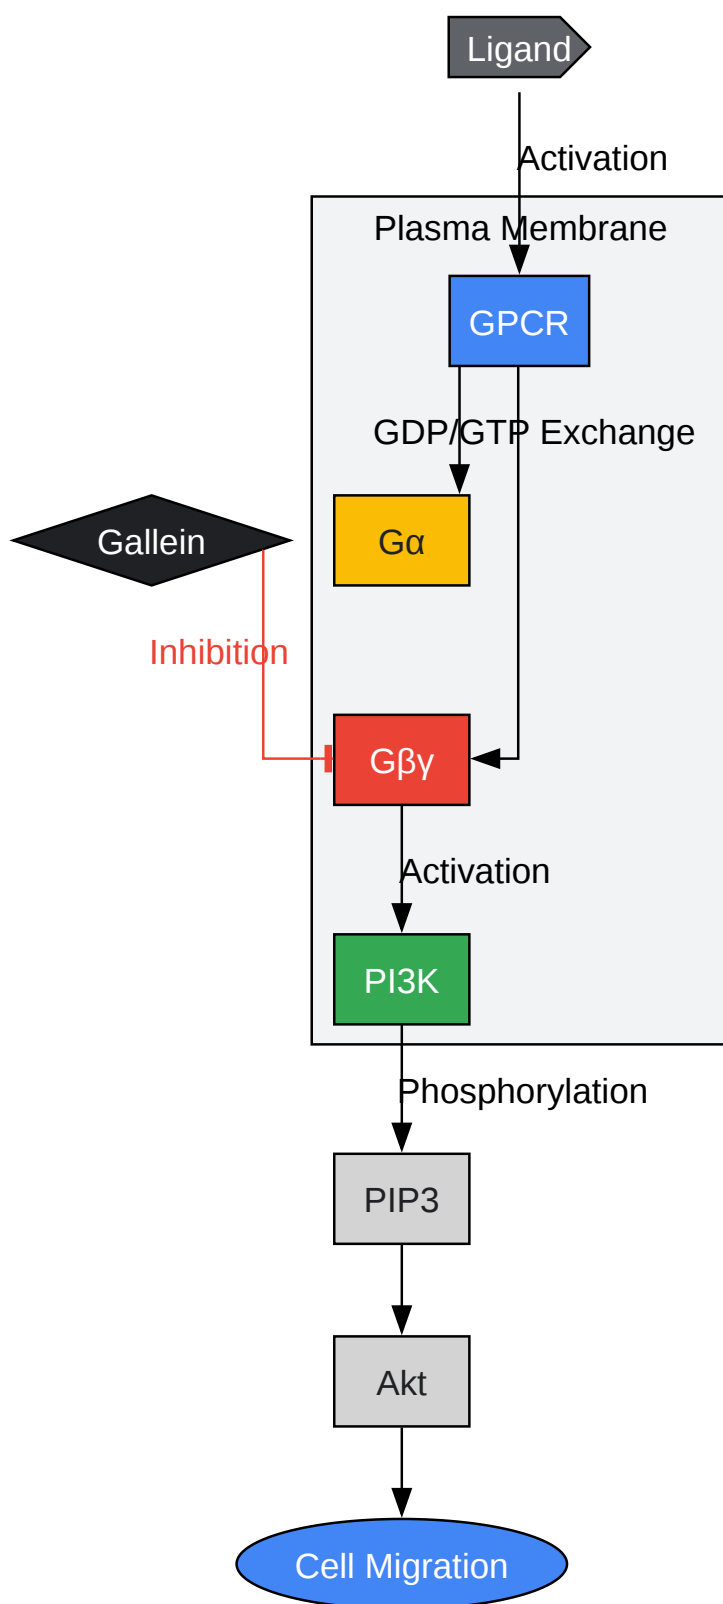 Ligand
Activation
Plasma Membrane
GPCR
GDP/GTP Exchange
Gallein
Gα
Inhibition
Gβγ
Activation
PI3K
Phosphorylation
PIP3
Akt
Cell Migration